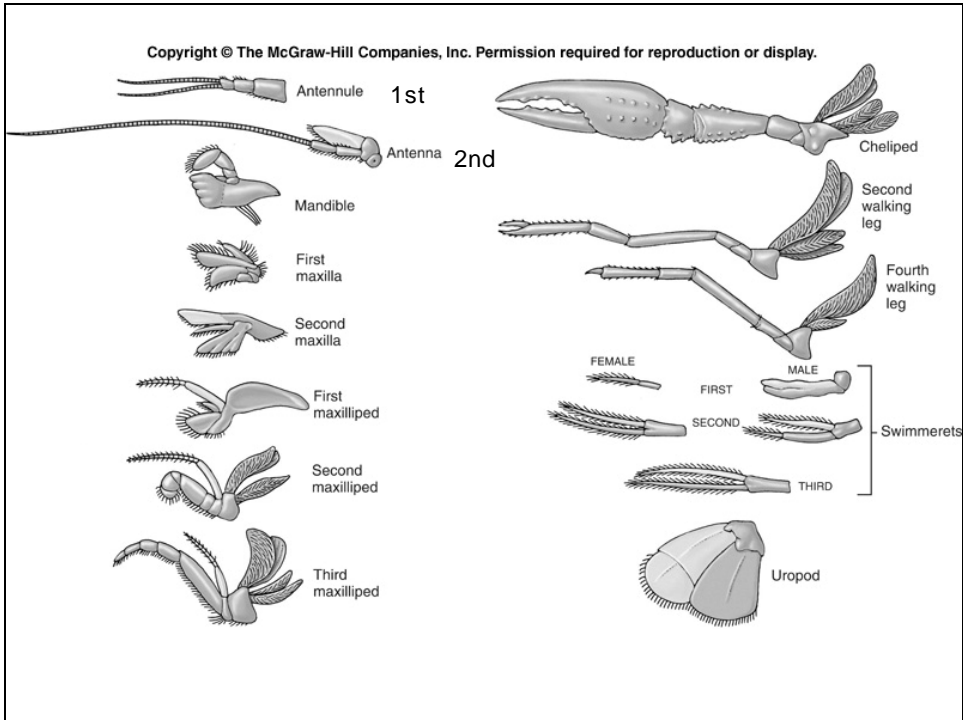 Copyright © The McGraw-Hill Companies, Inc. Permission required for reproduction or display.
Antennule
1st
Antenna
2nd
Mandible
First
maxilla
Second
maxilla
First
maxilliped
Second
maxilliped
Third
maxilliped
Cheliped
Second
walking
leg
Fourth
walking
leg
FEMALE
MALE
FIRST
SECOND
THIRD
Swimmerets
Uropod